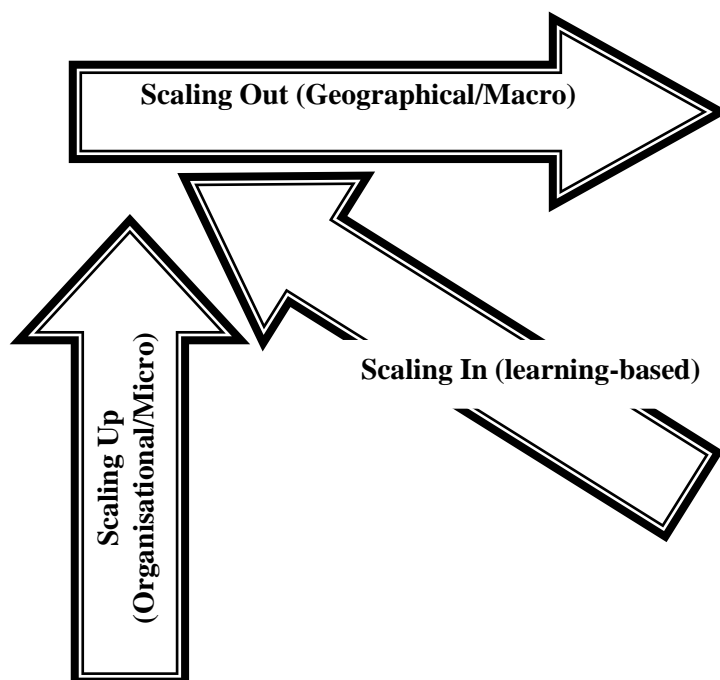 Scaling Out (Geographical/Macro)
Scaling In (learning-based)
Scaling Up
(Organisational/Micro)